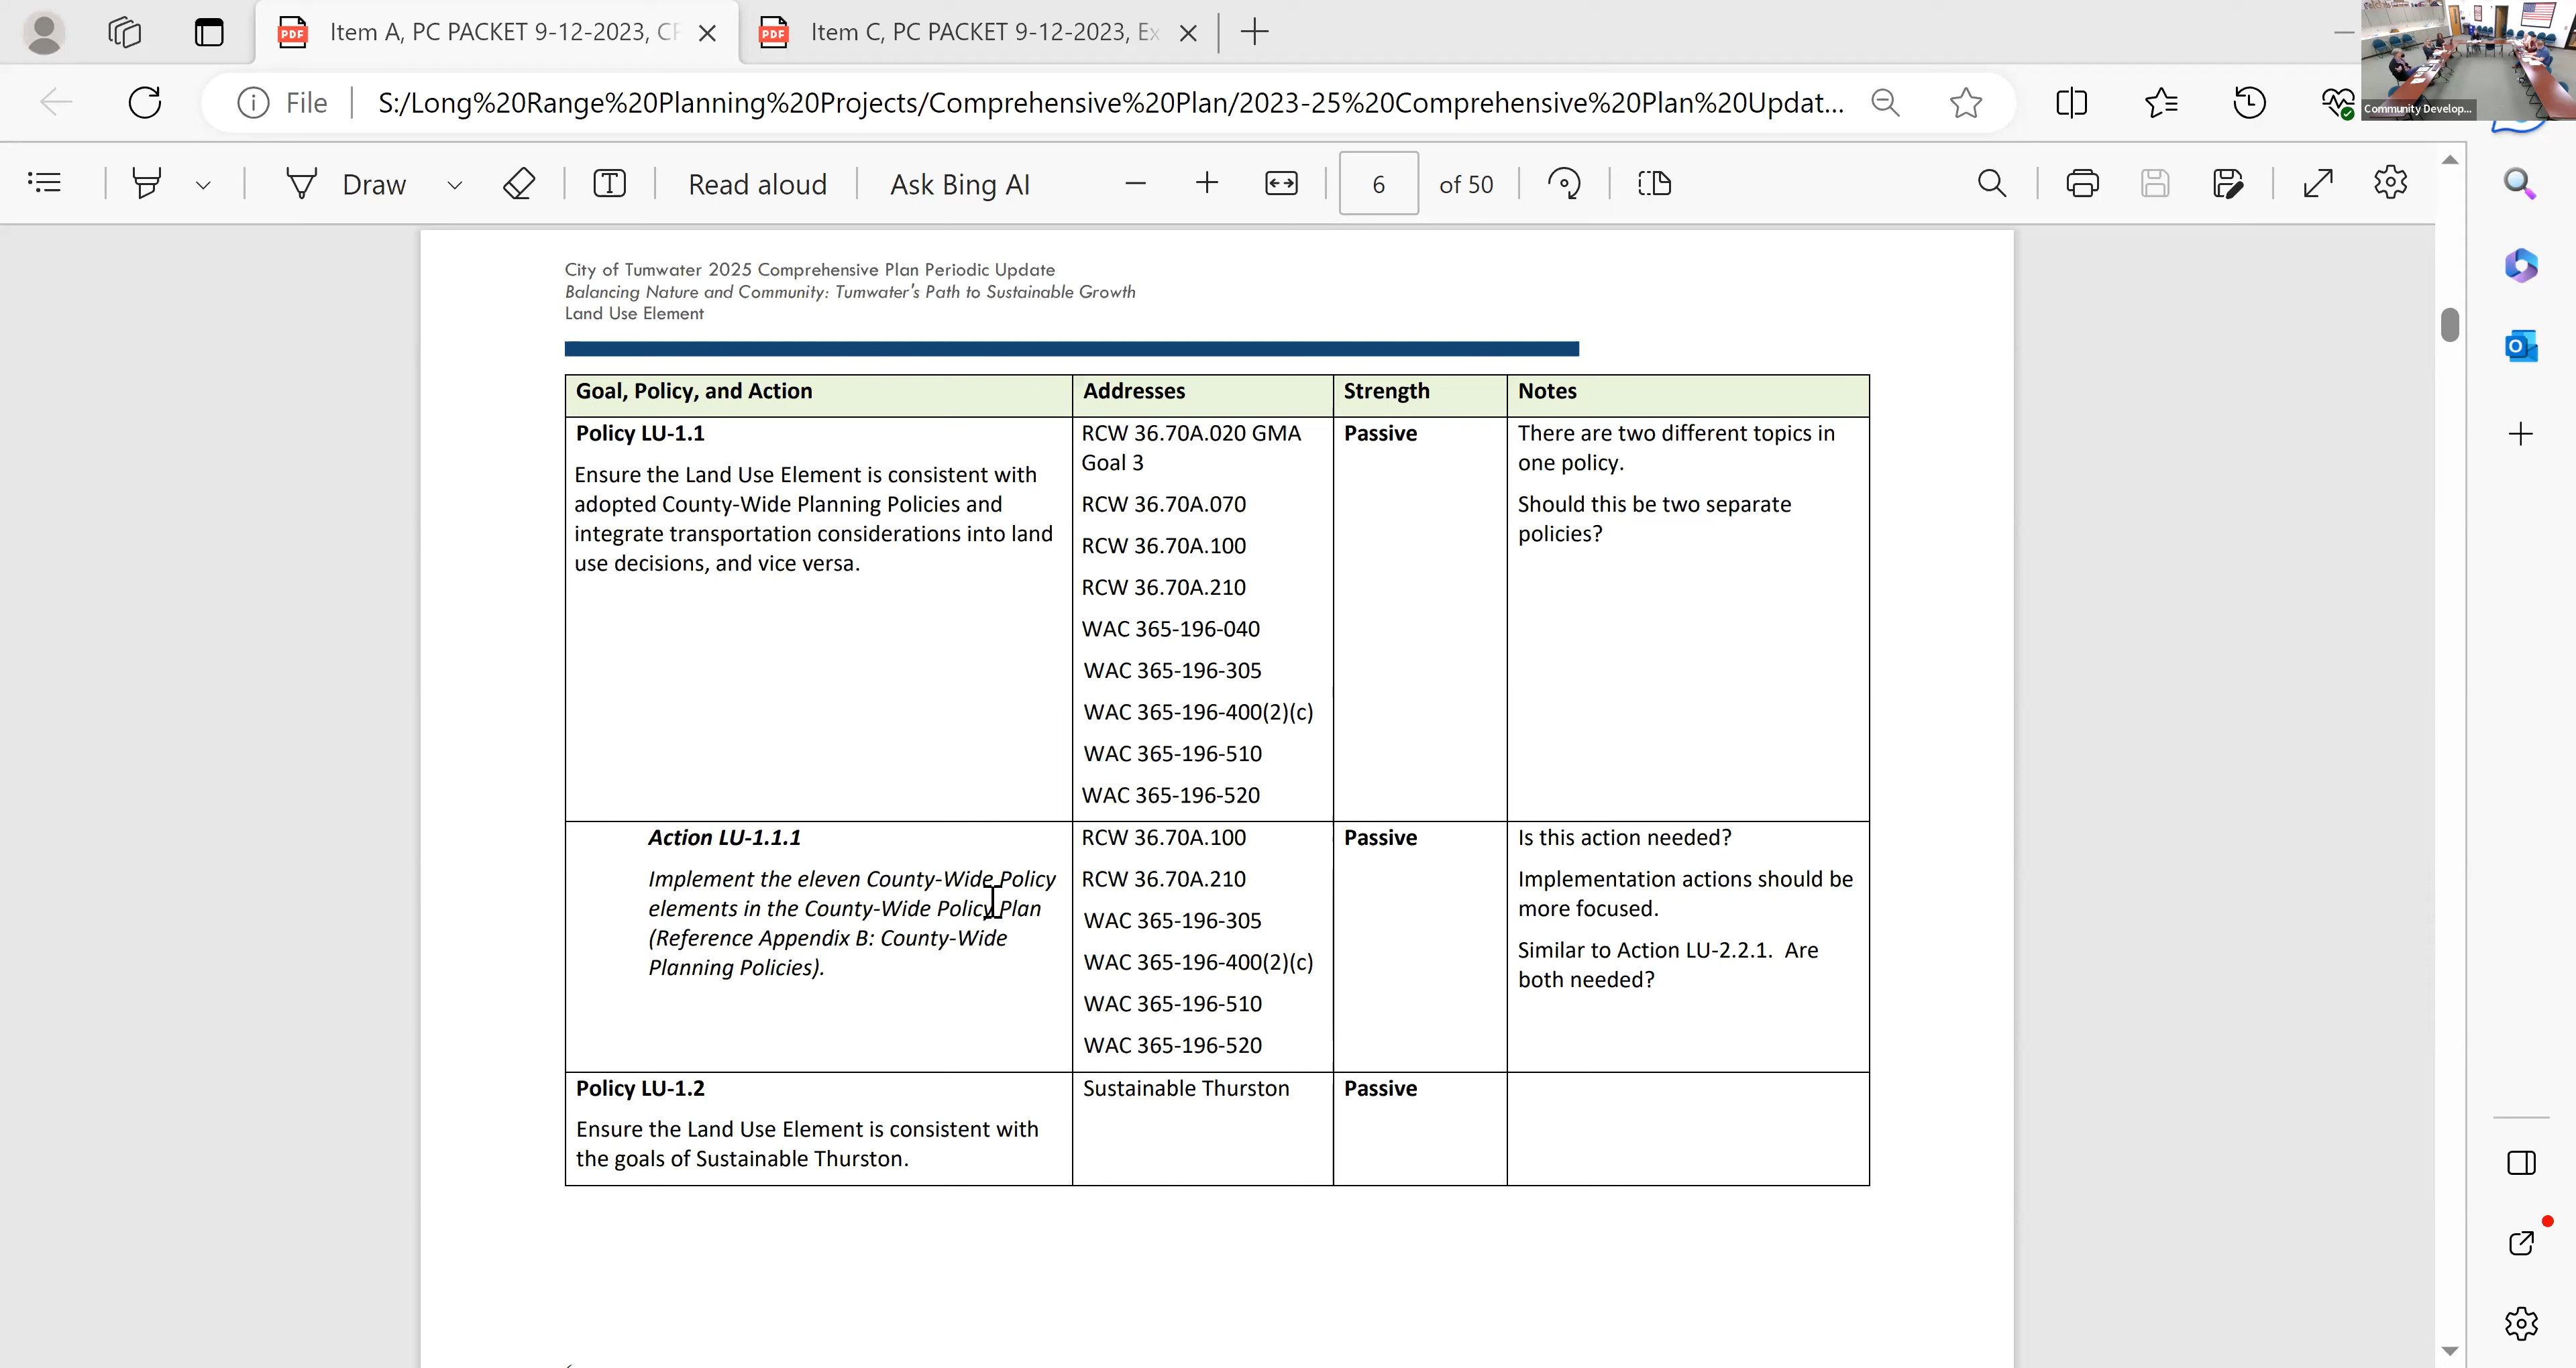 Item A, PC PACKET 9-12-2023, CF
Item C, PC PACKET 9-12-2023, Ex
File
S:/Long%20Range%20Planning%20Projects/Comprehensive%20Plan/2023-25%20Comprehensive%20Plan%20Updat...
Community Develop...
Draw
Read aloud
Ask Bing AI
6
of 50
City of Tumwater 2025 Comprehensive Plan Periodic Update
Balancing Nature and Community: Tumwater's Path to Sustainable Growth
Land Use Element
Goal, Policy, and Action
Addresses
Strength
Notes
Policy LU-1.1
Ensure the Land Use Element is consistent with
adopted County-Wide Planning Policies and
integrate transportation considerations into land
use decisions, and vice versa.
RCW 36.70A.020 GMA
Goal 3
RCW 36.70A.070
RCW 36.70A.100
RCW 36.70A.210
WAC 365-196-040
WAC 365-196-305
WAC 365-196-400(2)(c)
WAC 365-196-510
WAC 365-196-520
Passive
There are two different topics in
one policy.
Should this be two separate
policies?
Action LU-1.1.1
Implement the eleven County-Wide Policy
elements in the County-Wide Policy Plan
(Reference Appendix B: County-Wide
Planning Policies).
RCW 36.70A.100
RCW 36.70A.210
WAC 365-196-305
WAC 365-196-400(2)(c)
WAC 365-196-510
WAC 365-196-520
Passive
Is this action needed?
Implementation actions should be
more focused.
Similar to Action LU-2.2.1.  Are
both needed?
Policy LU-1.2
Ensure the Land Use Element is consistent with
the goals of Sustainable Thurston.
Sustainable Thurston
Passive